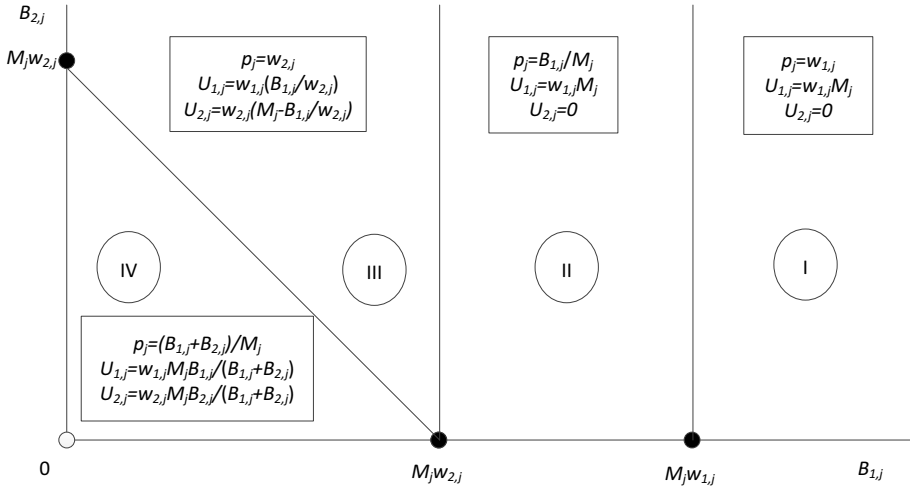 B2,j
Mjw2,j
pj=w2,j
U1,j=w1,j(B1,j/w2,j)
U2,j=w2,j(Mj-B1,j/w2,j)
pj=B1,j/Mj
U1,j=w1,jMj
U2,j=0
pj=w1,j
U1,j=w1,jMj
U2,j=0
IV
III
II
I
pj=(B1,j+B2,j)/Mj
U1,j=w1,jMjB1,j/(B1,j+B2,j)
U2,j=w2,jMjB2,j/(B1,j+B2,j)
0
Mjw2,j
Mjw1,j
B1,j